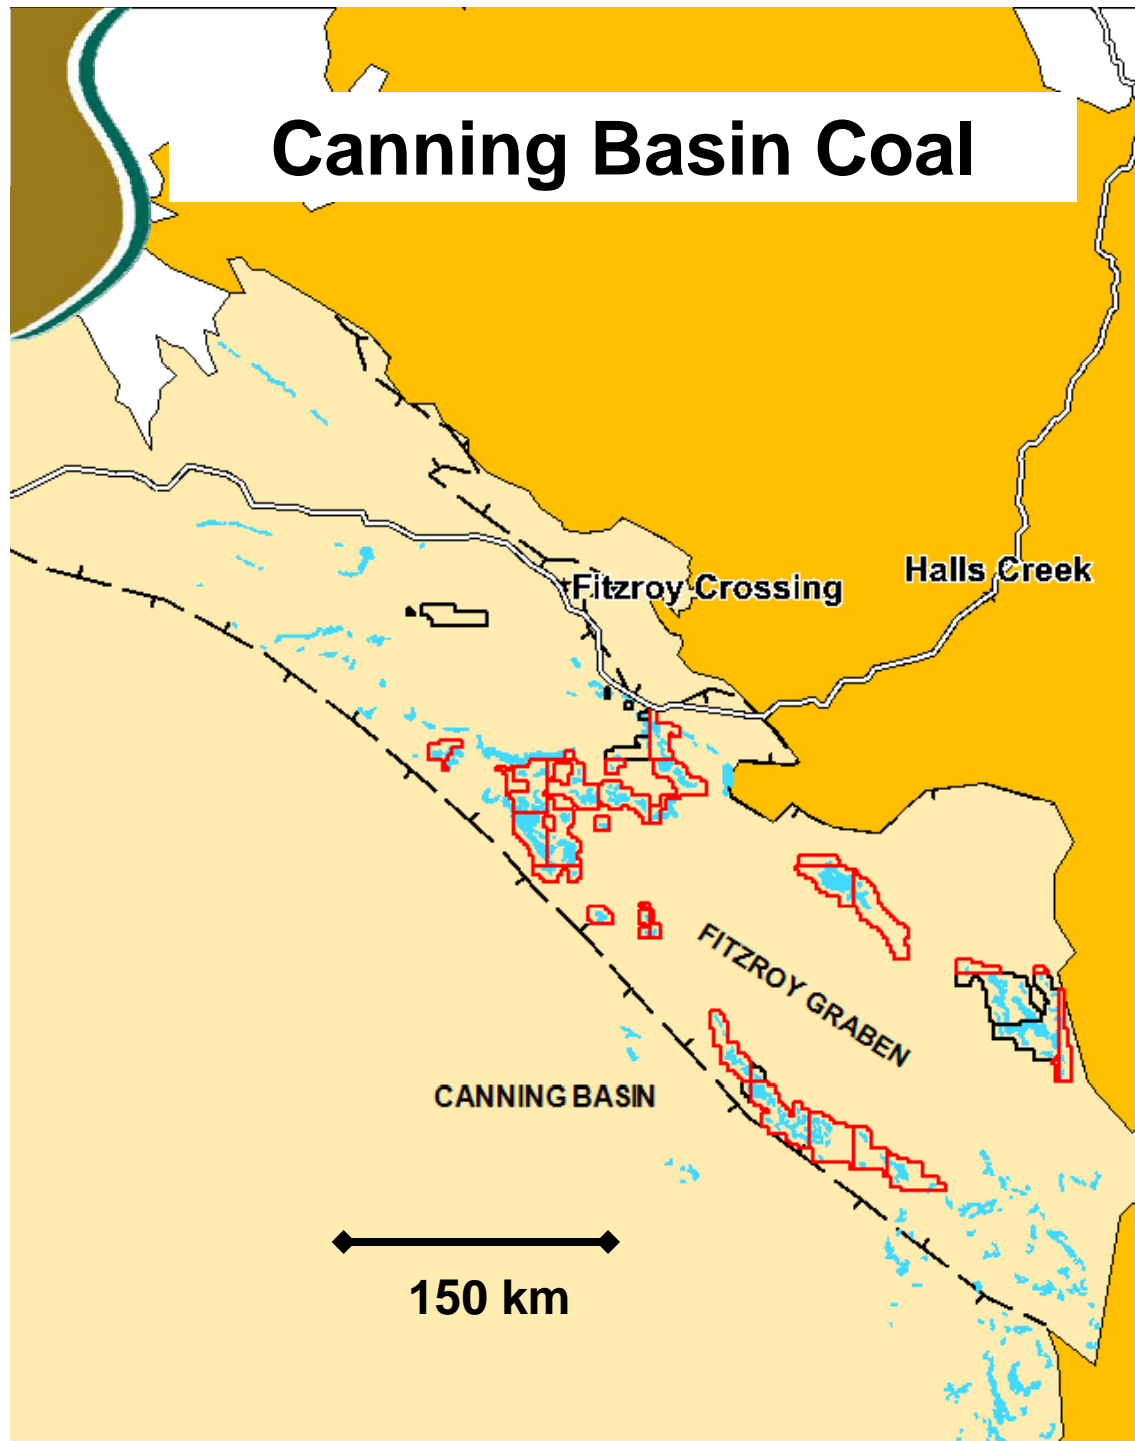 Canning Basin Coal
Halls Creek
Fitzroy Crossing
FITZROY GRABEN
CANNING BASIN
150 km